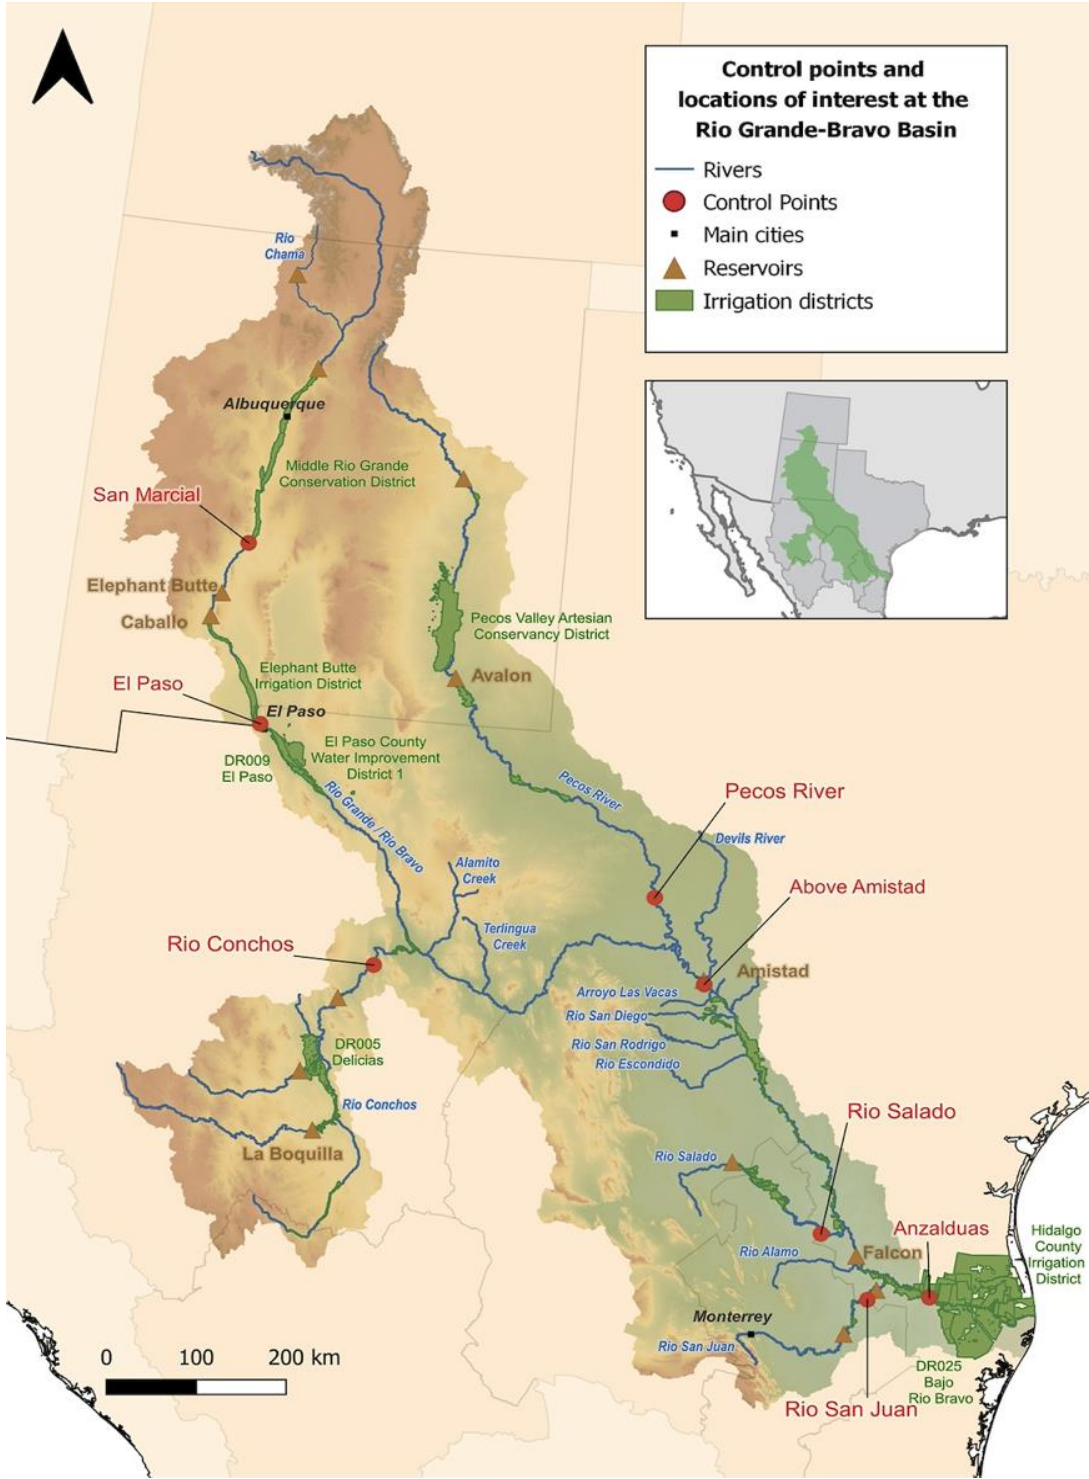 Control points and
locations of interest at the
Rio Grande-Bravo Basin
Rivers
Control Points
Main cities
Reservoirs
Irrigation districts
Rio
Chama
Albuquerque
Middle Rio Grande
Conservation District
San Marcial
Elephant Butte
Caballo
Pecos Valley Artesian
Conservancy District
Elephant Butte
Irrigation District
Avalon
El Paso
El Paso
El Paso County
Water Improvement
District 1
DR009
El Paso
Rio Grande / Rio Bravo
Pecos River
Pecos River
Devils River
Alamito
Creek
Above Amistad
Terlingua
Creek
Rio Conchos
Amistad
Arroyo Las Vacas
Rio San Diego
Rio San Rodrigo
Rio Escondido
DR005
Delicias
Rio Conchos
La Boquilla
Rio Salado
Rio Salado
Anzalduas
Hidalgo
County
Irrigation
District
Rio Alamo
Falcon
Monterrey
Rio San Juan
DR025
Bajo
Rio Bravo
Rio San Juan
0 100 200 km